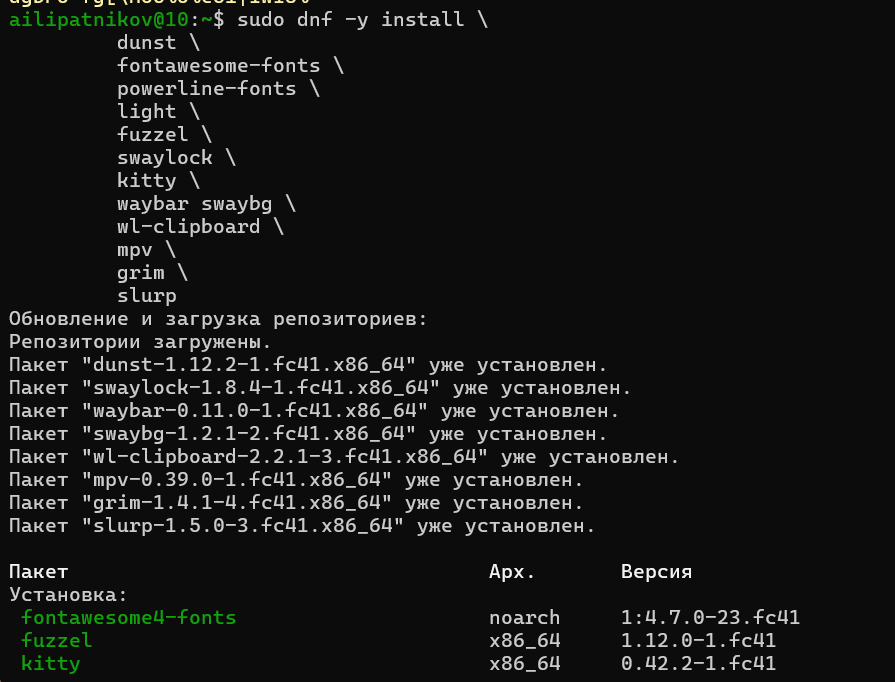 ailipatnikov@10:~$ sudo dnf -y install \
dunst \
fontawesome-fonts \
powerline-fonts \
light \
fuzzel \
swaylock \
kitty \
waybar swaybg \
wl-clipboard \
mpv \
grim \
slurp
Обновление и загрузка репозиториев:
Репозитории загружены.
Пакет "dunst-1.12.2-1.fc41.x86_64" уже установлен.
Пакет "swaylock-1.8.4-1.fc41.x86_64" уже установлен.
Пакет "waybar-0.11.0-1.fc41.x86_64" уже установлен.
Пакет "swaybg-1.2.1-2.fc41.x86_64" уже установлен.
Пакет "wl-clipboard-2.2.1-3.fc41.x86_64" уже установлен.
Пакет "mpv-0.39.0-1.fc41.x86_64" уже установлен.
Пакет "grim-1.4.1-4.fc41.x86_64" уже установлен.
Пакет "slurp-1.5.0-3.fc41.x86_64" уже установлен.
Пакет Арх. Версия
Установка:
fontawesome4-fonts noarch 1:4.7.0-23.fc41
fuzzel x86_64 1.12.0-1.fc41
kitty x86_64 0.42.2-1.fc41